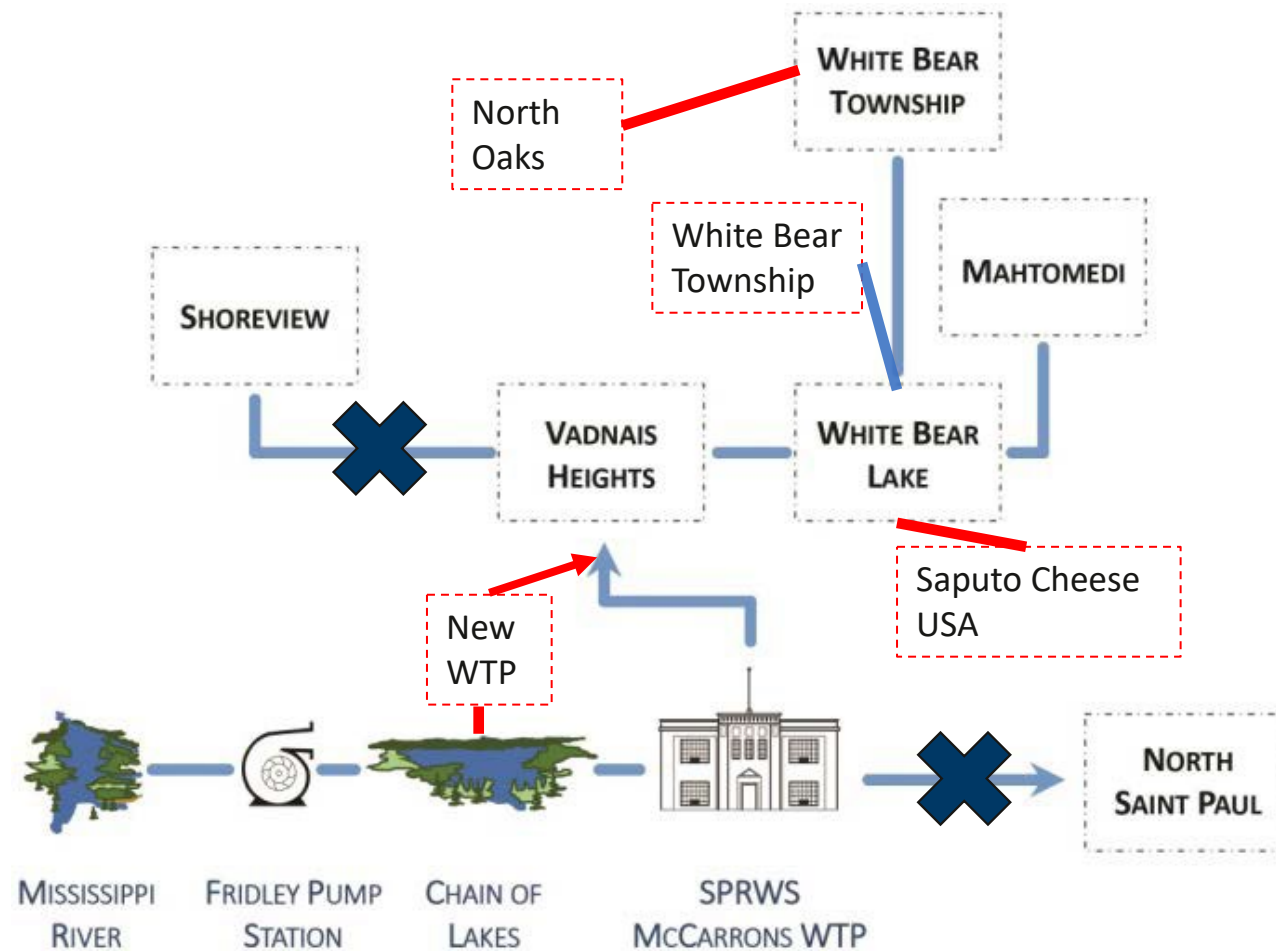 WHITE BEAR
TOWNSHIP
North
Oaks
White Bear
Township
MAHTOMEDI
SHOREVIEW
VADNAIS
HEIGHTS
WHITE BEAR
LAKE
Saputo Cheese
USA
New
WTP
NORTH
SAINT PAUL
MISSISSIPPI
RIVER
FRIDLEY PUMP
STATION
CHAIN OF
LAKES
SPRWS
MCCARRONS WTP